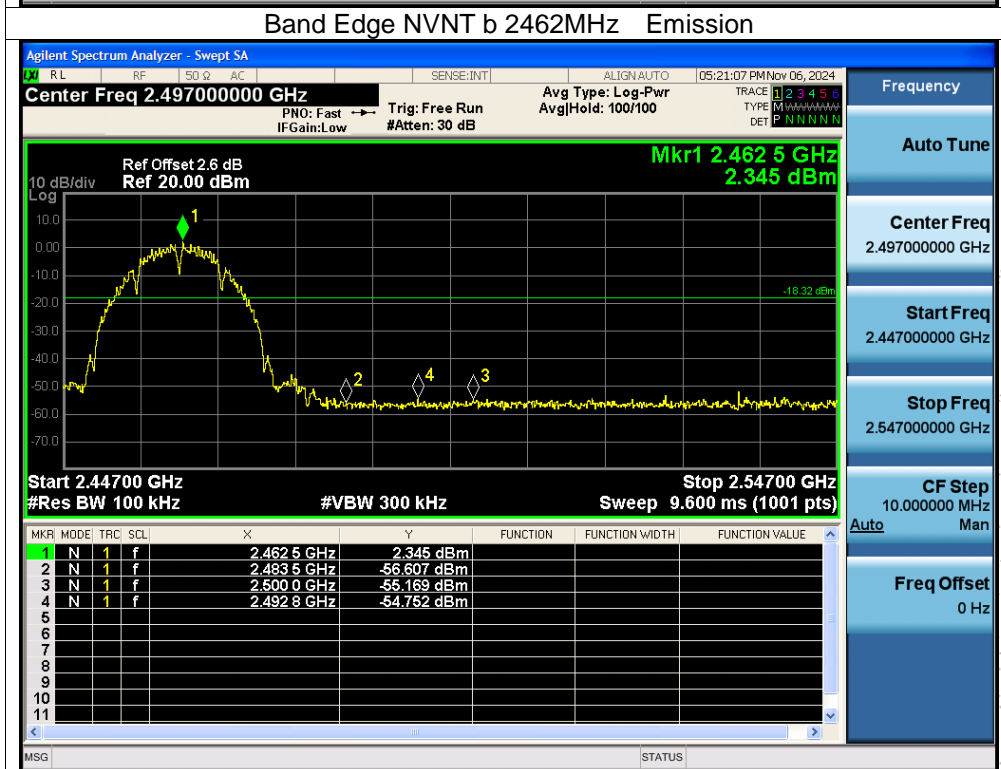 Band Edge NVNT b 2462MHz Emission
Agilent Spectrum Analyzer - Swept SA
LXI RL RF 50 Ω AC SENSE:INT ALIGN AUTO 05:21:07 PM Nov 06, 2024
Center Freq 2.497000000 GHz
PNO: Fast
IFGain:Low
Trig: Free Run
#Atten: 30 dB
Avg Type: Log-Pwr
Avg|Hold: 100/100
TRACE 1 2 3 4 5 6
TYPE M WWWWW
DET P N N N N N
Ref Offset 2.6 dB
10 dB/div Ref 20.00 dBm
Log
Mkr1 2.462 5 GHz
2.345 dBm
10.0
0.00
-10.0
-20.0
-30.0
-40.0
-50.0
-60.0
-70.0
1
-18.32 dBm
2
4
3
Start 2.44700 GHz Stop 2.54700 GHz
#Res BW 100 kHz #VBW 300 kHz Sweep 9.600 ms (1001 pts)
MKR MODE TRC SCL X Y FUNCTION FUNCTION WIDTH FUNCTION VALUE
1 N 1 f 2.462 5 GHz 2.345 dBm
2 N 1 f 2.483 5 GHz -56.607 dBm
3 N 1 f 2.500 0 GHz -55.169 dBm
4 N 1 f 2.492 8 GHz -54.752 dBm
5
6
7
8
9
10
11
MSG STATUS
Frequency
Auto Tune
Center Freq
2.497000000 GHz
Start Freq
2.447000000 GHz
Stop Freq
2.547000000 GHz
CF Step
10.000000 MHz
Auto Man
Freq Offset
0 Hz